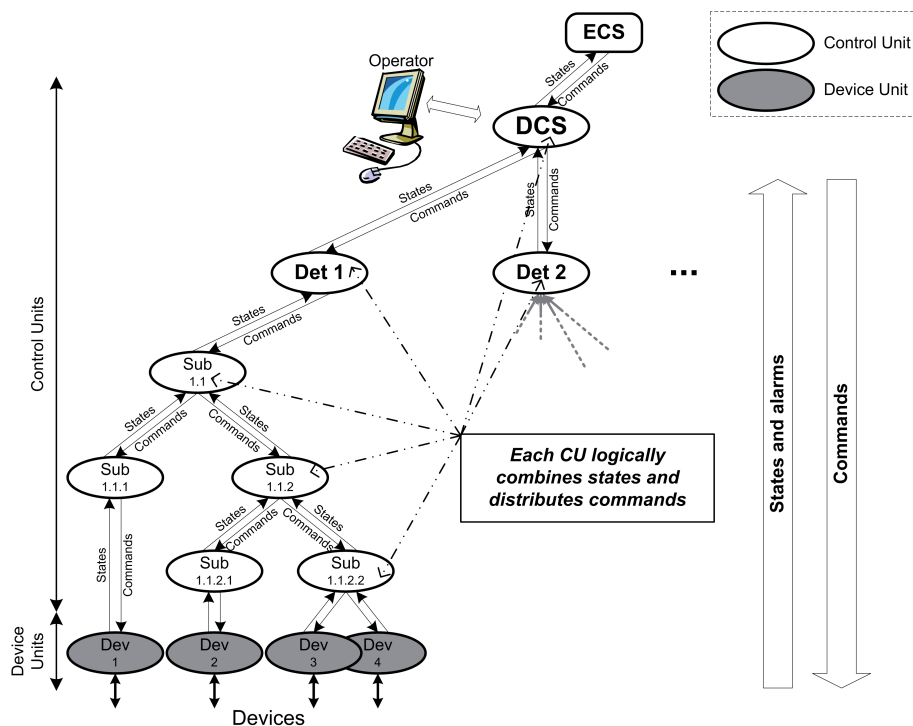 ECS
Control Unit
Device Unit
Operator
States
Commands
DCS
States
Commands
States
Commands
Det 1
Det 2
...
States
Commands
Control Units
Sub
1.1
States
Commands
States
Commands
Each CU logically
combines states and
distributes commands
States and alarms
Commands
Sub
1.1.1
Sub
1.1.2
States
Commands
States
Commands
States
Commands
Sub
1.1.2.1
Sub
1.1.2.2
Device
Units
Dev
1
Dev
2
Dev
3
Dev
4
Devices